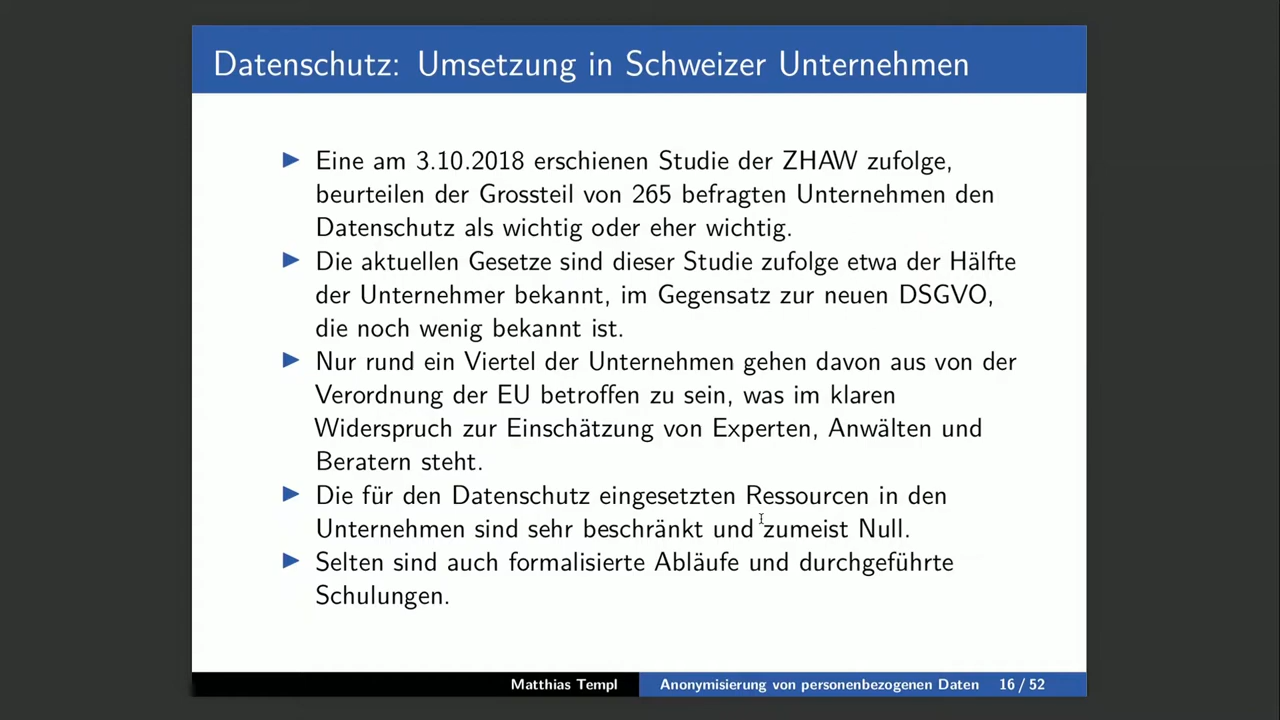 Datenschutz: Umsetzung in Schweizer Unternehmen
▶ Eine am 3.10.2018 erschienen Studie der ZHAW zufolge,
beurteilen der Grossteil von 265 befragten Unternehmen den
Datenschutz als wichtig oder eher wichtig.
▶ Die aktuellen Gesetze sind dieser Studie zufolge etwa der Hälfte
der Unternehmer bekannt, im Gegensatz zur neuen DSGVO,
die noch wenig bekannt ist.
▶ Nur rund ein Viertel der Unternehmen gehen davon aus von der
Verordnung der EU betroffen zu sein, was im klaren
Widerspruch zur Einschätzung von Experten, Anwälten und
Beratern steht.
▶ Die für den Datenschutz eingesetzten Ressourcen in den
Unternehmen sind sehr beschränkt und zumeist Null.
▶ Selten sind auch formalisierte Abläufe und durchgeführte
Schulungen.
Matthias Templ Anonymisierung von personenbezogenen Daten 16 / 52